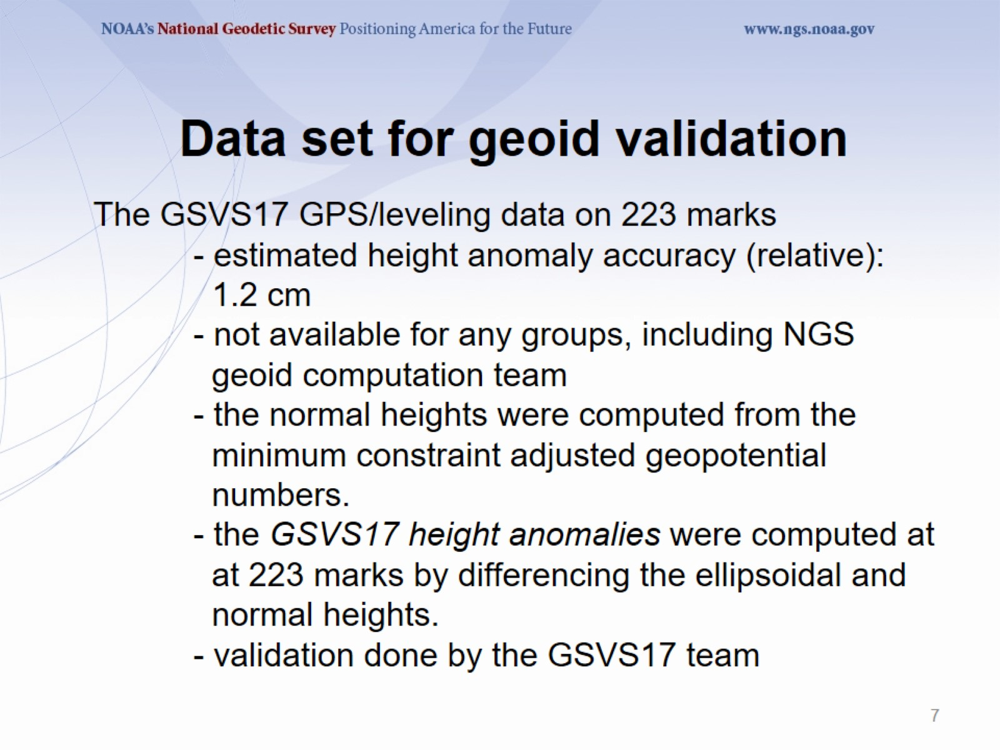 NOAA's National Geodetic Survey Positioning America for the Future www.ngs.noaa.gov
Data set for geoid validation
The GSVS17 GPS/leveling data on 223 marks
- estimated height anomaly accuracy (relative):
1.2 cm
- not available for any groups, including NGS
geoid computation team
- the normal heights were computed from the
minimum constraint adjusted geopotential
numbers.
- the GSVS17 height anomalies were computed at
at 223 marks by differencing the ellipsoidal and
normal heights.
- validation done by the GSVS17 team
7